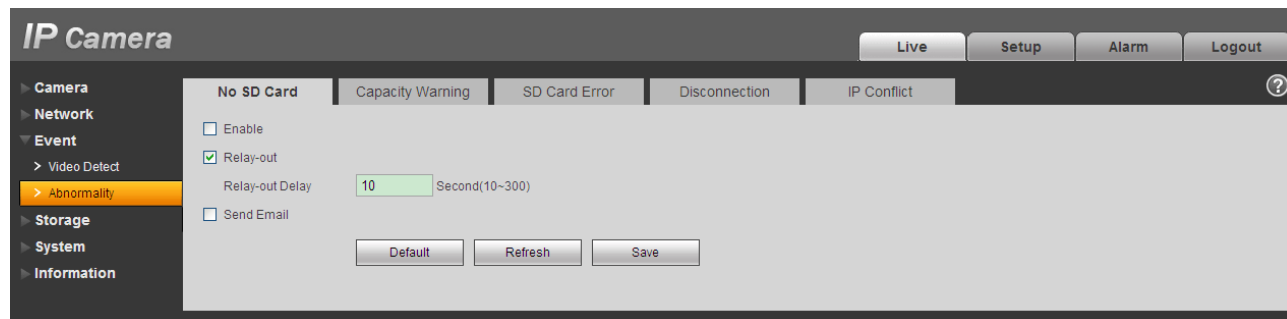 IP Camera
Live Setup Alarm Logout
Camera
Network
Event
> Video Detect
> Abnormality
Storage
System
Information
No SD Card Capacity Warning SD Card Error Disconnection IP Conflict
?
Enable
Relay-out
Relay-out Delay 10 Second(10~300)
Send Email
Default Refresh Save